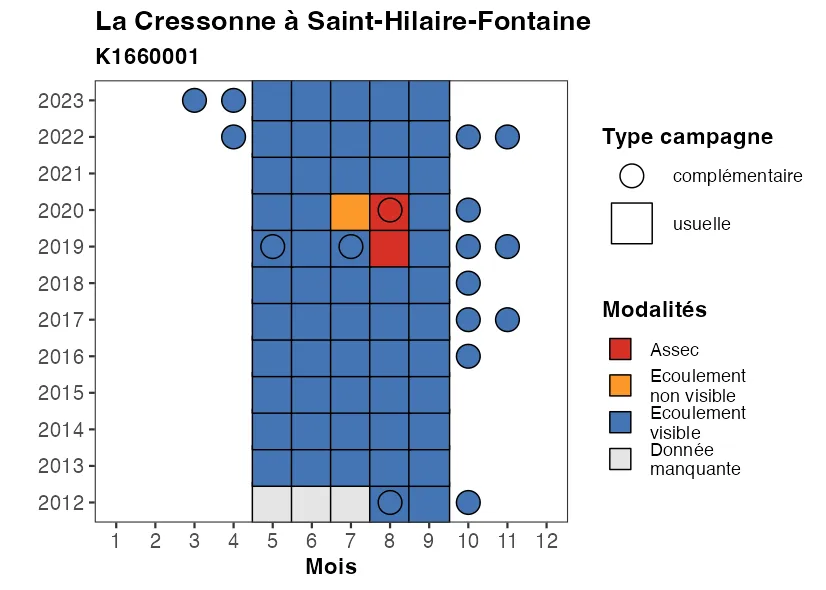 La Cressonne à Saint-Hilaire-Fontaine
K1660001
2023
2022
2021
2020
2019
2018
2017
2016
2015
2014
2013
2012
1 2 3 4 5 6 7 8 9 10 11 12
Mois
Type campagne
complémentaire
usuelle
Modalités
Assec
Ecoulement
non visible
Ecoulement
visible
Donnée
manquante